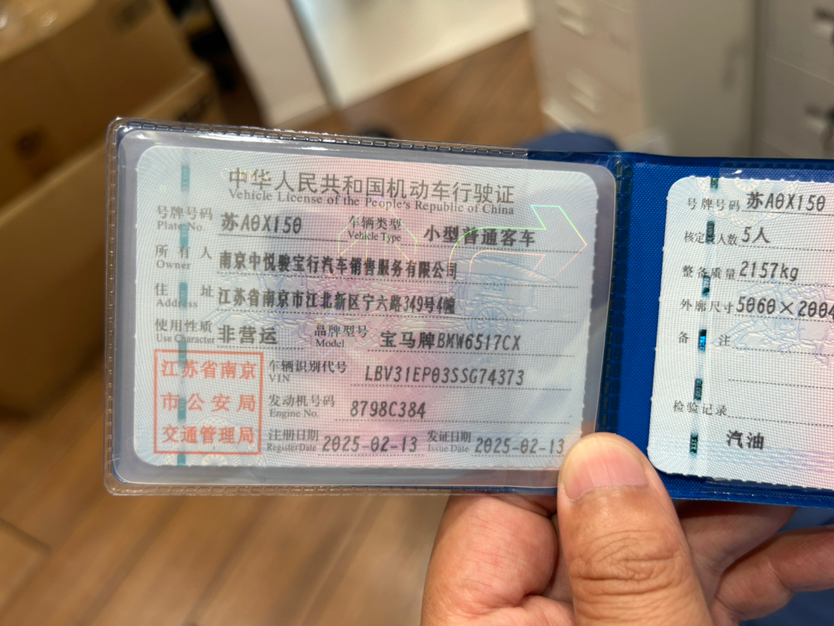 中华人民共和国机动车行驶证
Vehicle License of the People's Republic of China
号牌号码 苏A0X150 车辆类型 小型普通客车
Plate No. Vehicle Type
所有人 南京中悦骏宝行汽车销售服务有限公司
Owner
住址 江苏省南京市江北新区宁六路349号4幢
Address
使用性质 非营运 品牌型号 宝马牌BMW6517CX
Use Character Model
江苏省南京
市公安局
交通管理局
车辆识别代号 LBV31EP03SSG74373
VIN
发动机号码 8798C384
Engine No.
注册日期 2025-02-13 发证日期 2025-02-13
Register Date Issue Date
号牌号码 苏A0X150
核定载人数 5人
整备质量 2157kg
外廓尺寸 5060×2004
备注
检验记录
汽油